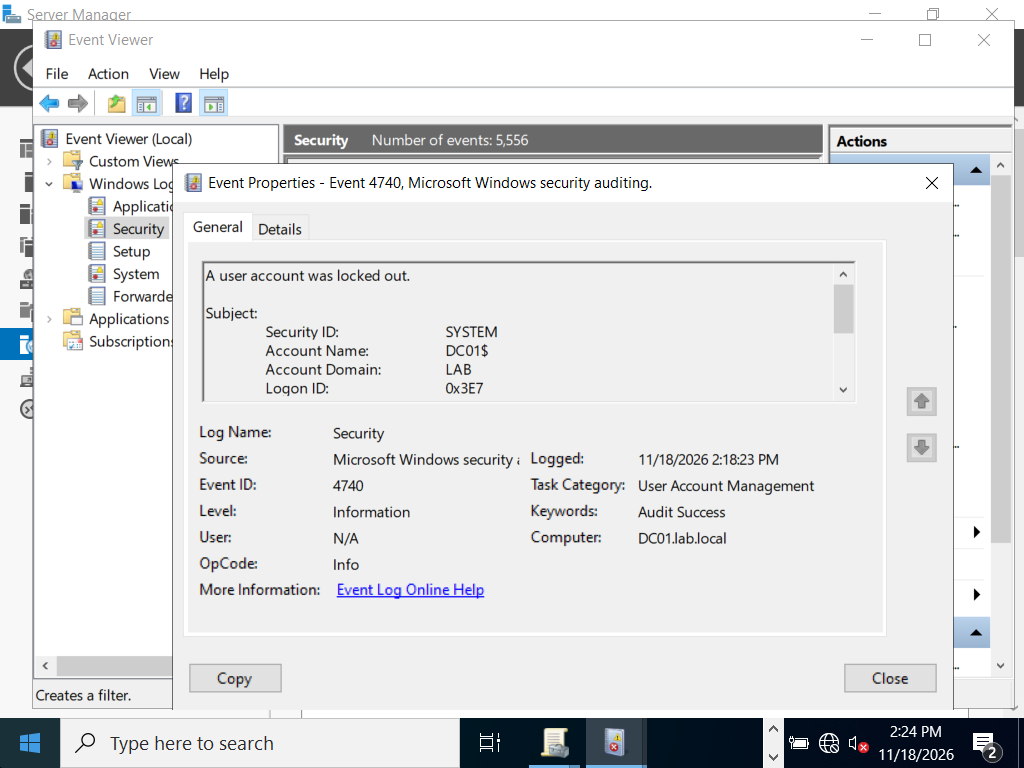 Server Manager
Event Viewer
File Action View Help
Event Viewer (Local)
Custom Views
Windows Log
Applicatio
Security
Setup
System
Forwarde
Applications
Subscriptions
Security Number of events: 5,556
Actions
Event Properties - Event 4740, Microsoft Windows security auditing.
General Details
A user account was locked out.
Subject:
Security ID: SYSTEM
Account Name: DC01$
Account Domain: LAB
Logon ID: 0x3E7
Log Name: Security
Source: Microsoft Windows security a Logged: 11/18/2026 2:18:23 PM
Event ID: 4740 Task Category: User Account Management
Level: Information Keywords: Audit Success
User: N/A Computer: DC01.lab.local
OpCode: Info
More Information: Event Log Online Help
Copy Close
Creates a filter.
Type here to search
2:24 PM
11/18/2026
2